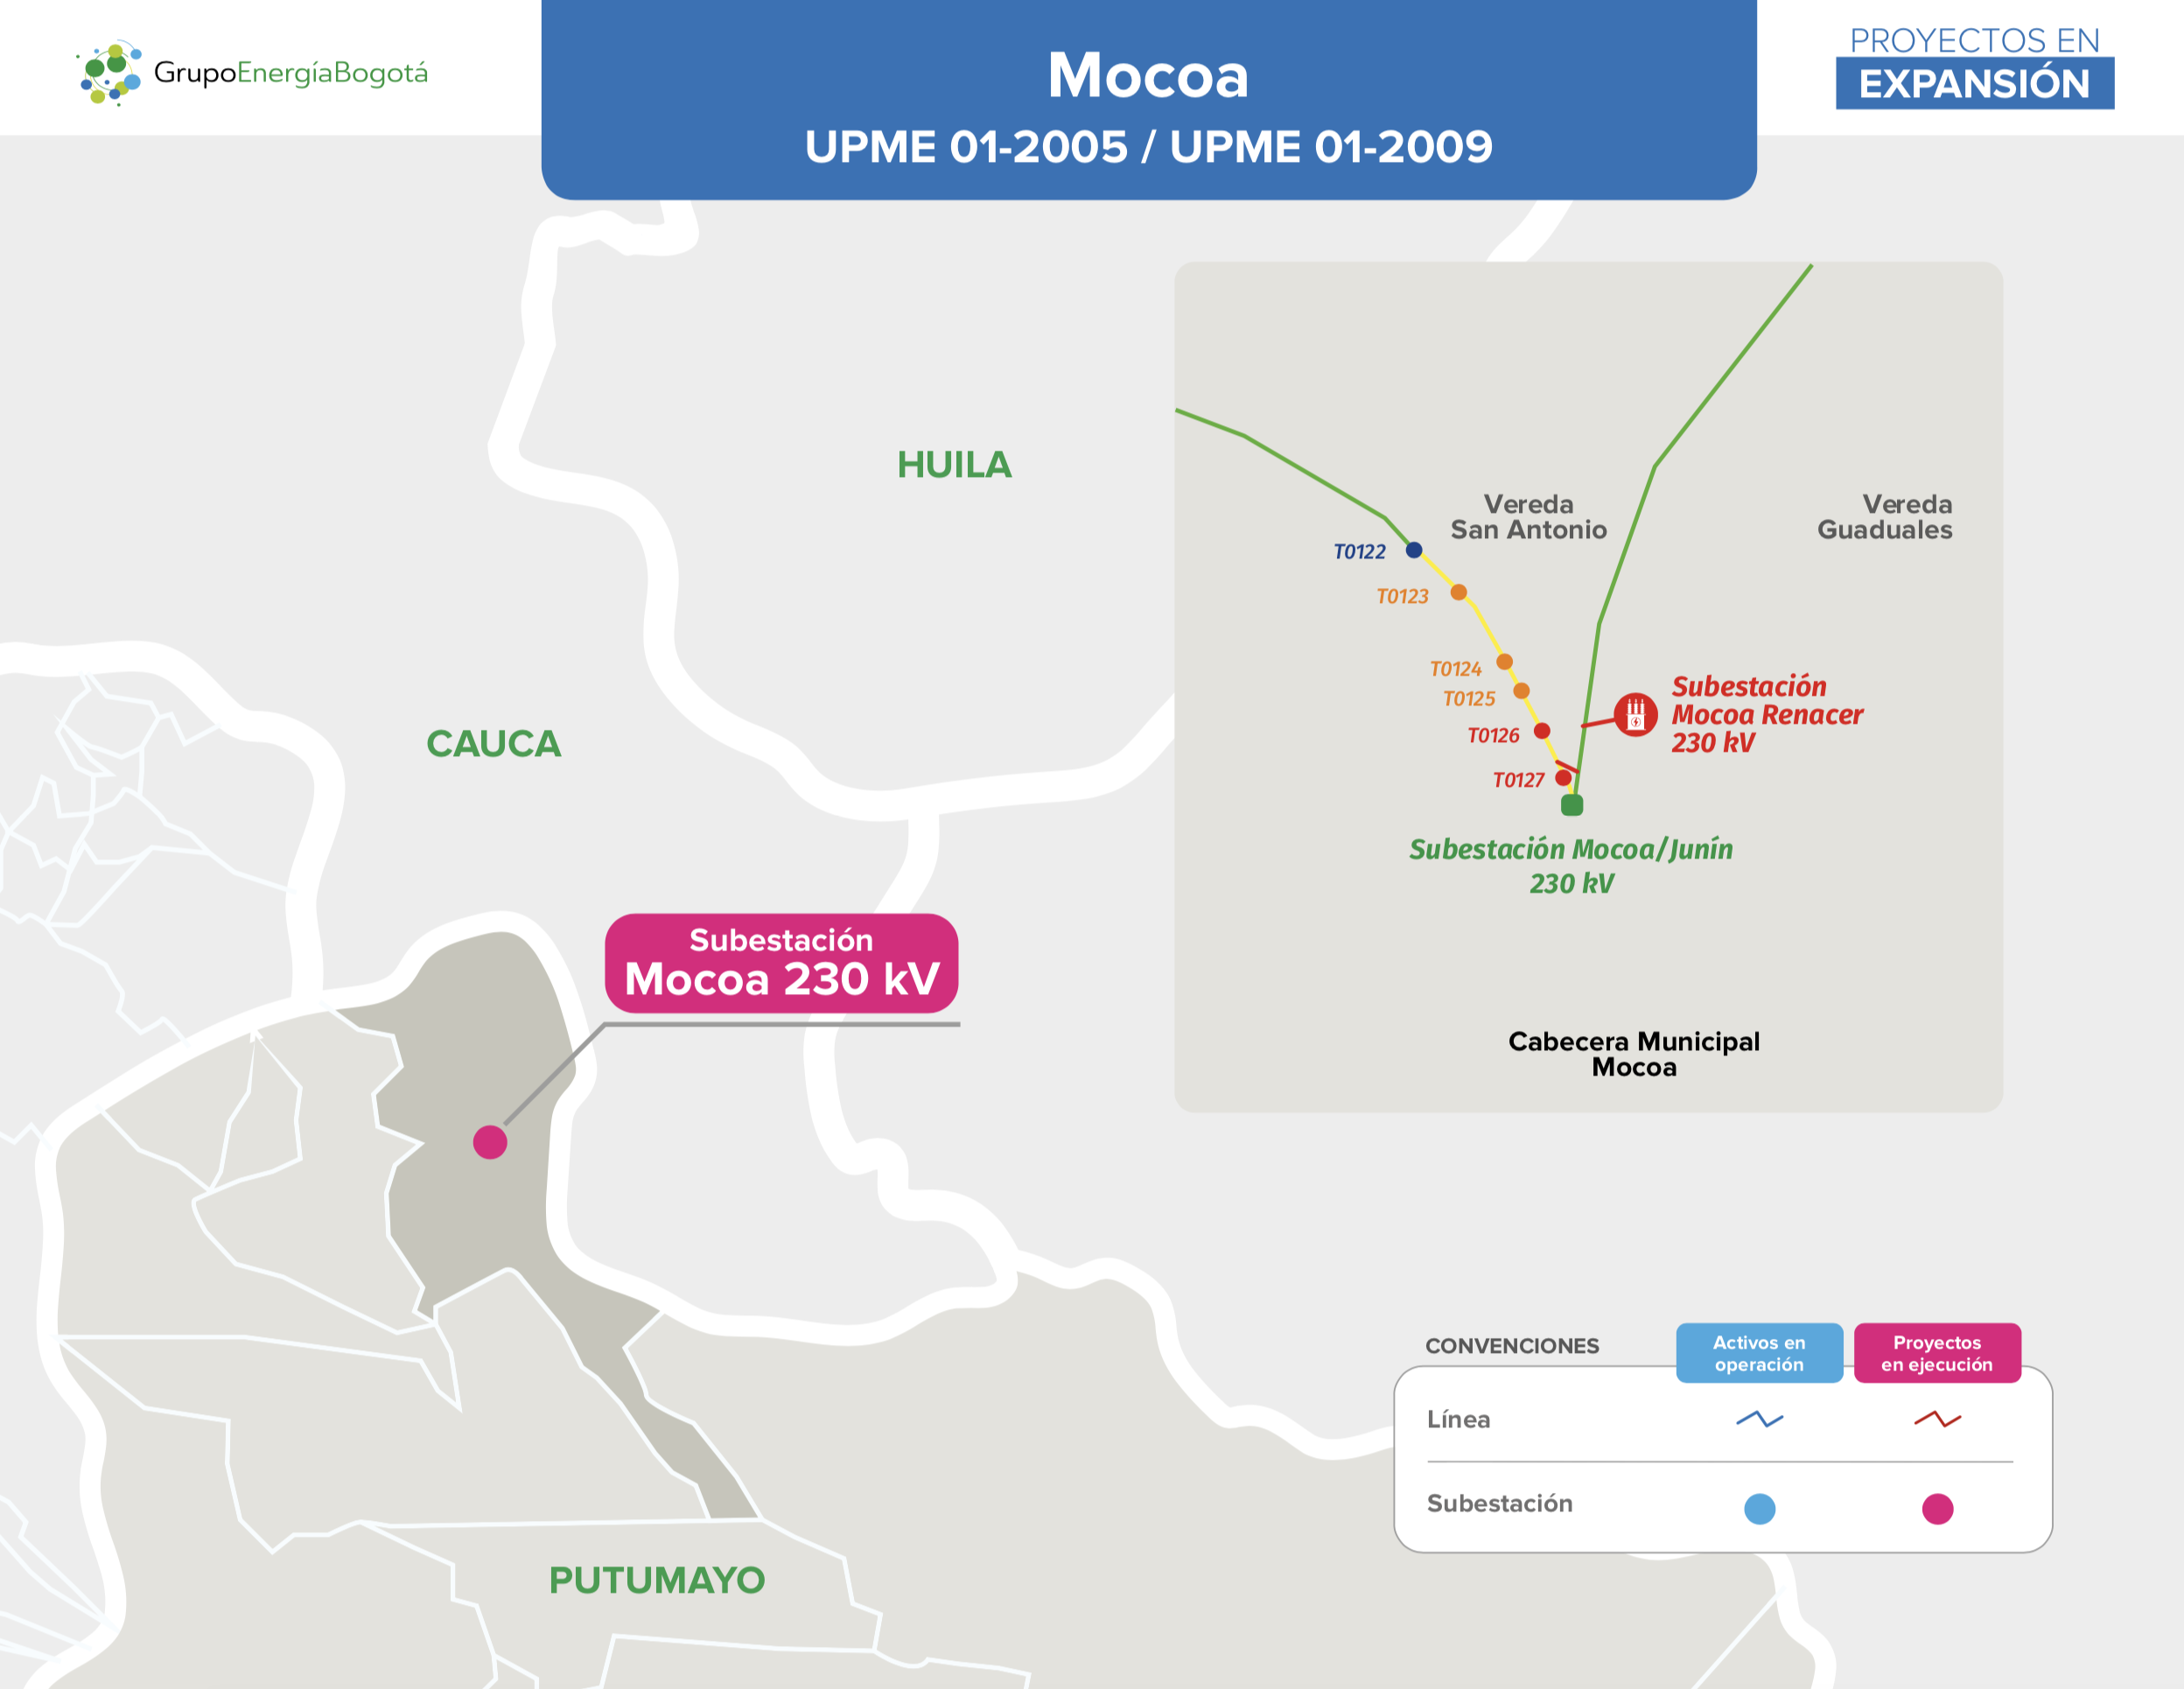 GrupoEnergíaBogotá
Mocoa
UPME 01-2005 / UPME 01-2009
PROYECTOS EN
EXPANSIÓN
HUILA
CAUCA
PUTUMAYO
Subestación
Mocoa 230 kV
Vereda
San Antonio
Vereda
Guaduales
T0122
T0123
T0124
T0125
T0126
T0127
Subestación
Mocoa Renacer
230 kV
Subestación Mocoa/Junín
230 kV
Cabecera Municipal
Mocoa
CONVENCIONES
Activos en
operación
Proyectos
en ejecución
Línea
Subestación